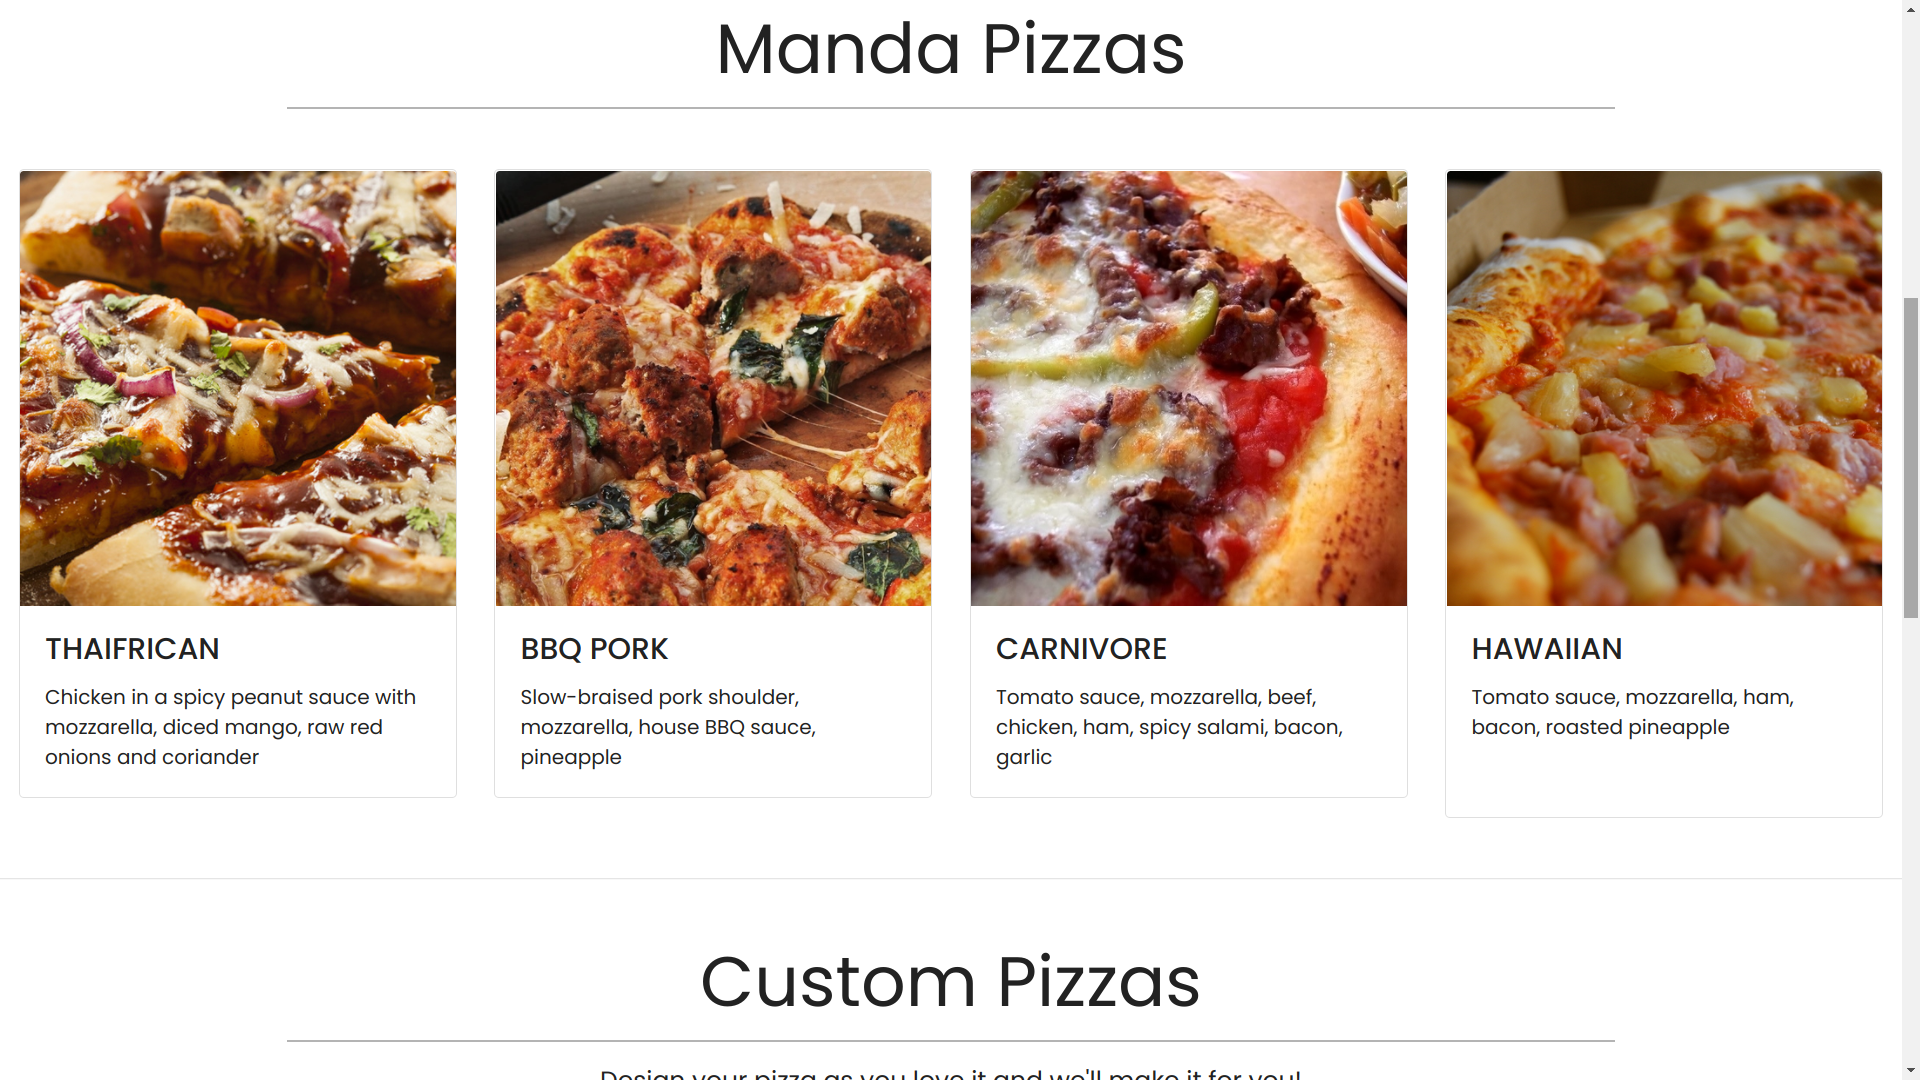 Manda Pizzas
THAIFRICAN
Chicken in a spicy peanut sauce with
mozzarella, diced mango, raw red
onions and coriander
BBQ PORK
Slow-braised pork shoulder,
mozzarella, house BBQ sauce,
pineapple
CARNIVORE
Tomato sauce, mozzarella, beef,
chicken, ham, spicy salami, bacon,
garlic
HAWAIIAN
Tomato sauce, mozzarella, ham,
bacon, roasted pineapple
Custom Pizzas
Design your pizza as you love it and we'll make it for you!